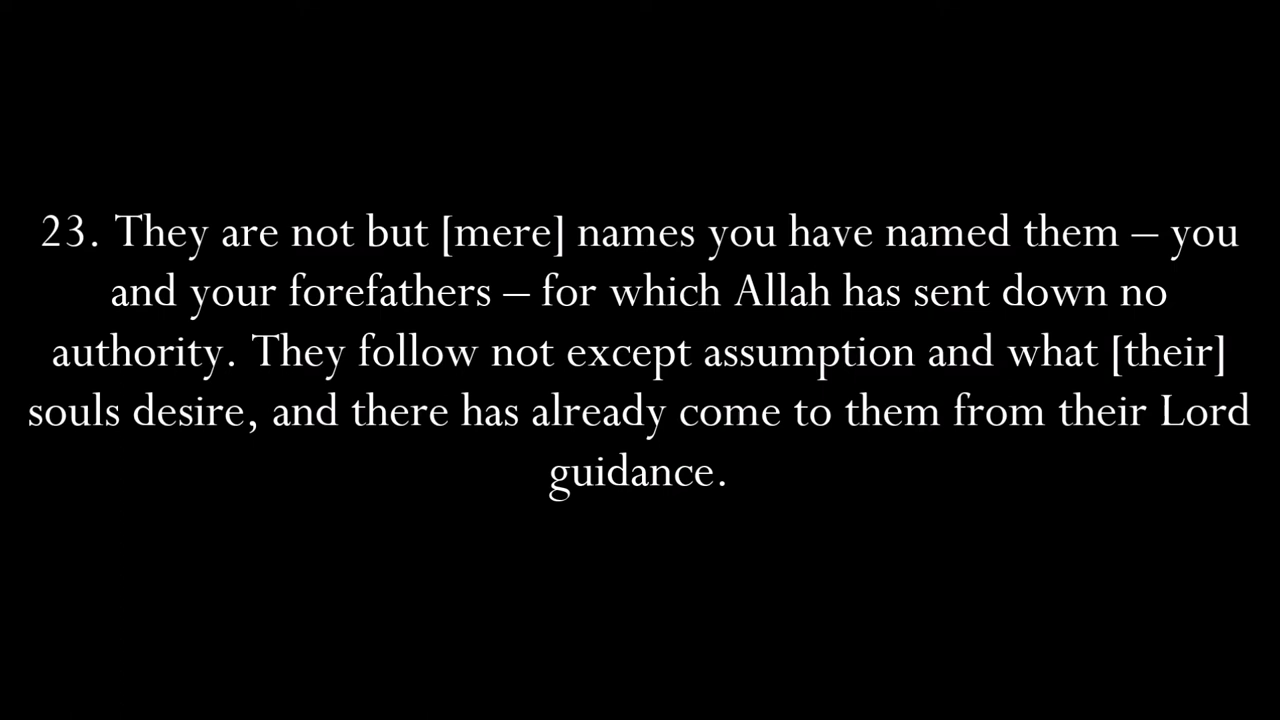 23. They are not but [mere] names you have named them – you
and your forefathers – for which Allah has sent down no
authority. They follow not except assumption and what [their]
souls desire, and there has already come to them from their Lord
guidance.